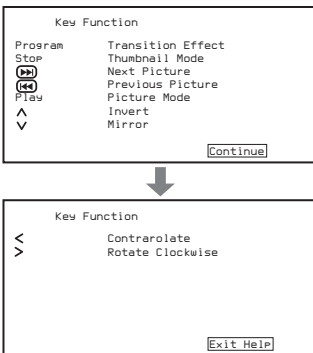 Key Function
Program Transition Effect
Stop Thumbnail Mode
⏭ Next Picture
⏮ Previous Picture
Play Picture Mode
∧ Invert
∨ Mirror
Continue
Key Function
< Contrarolate
> Rotate Clockwise
Exit Help